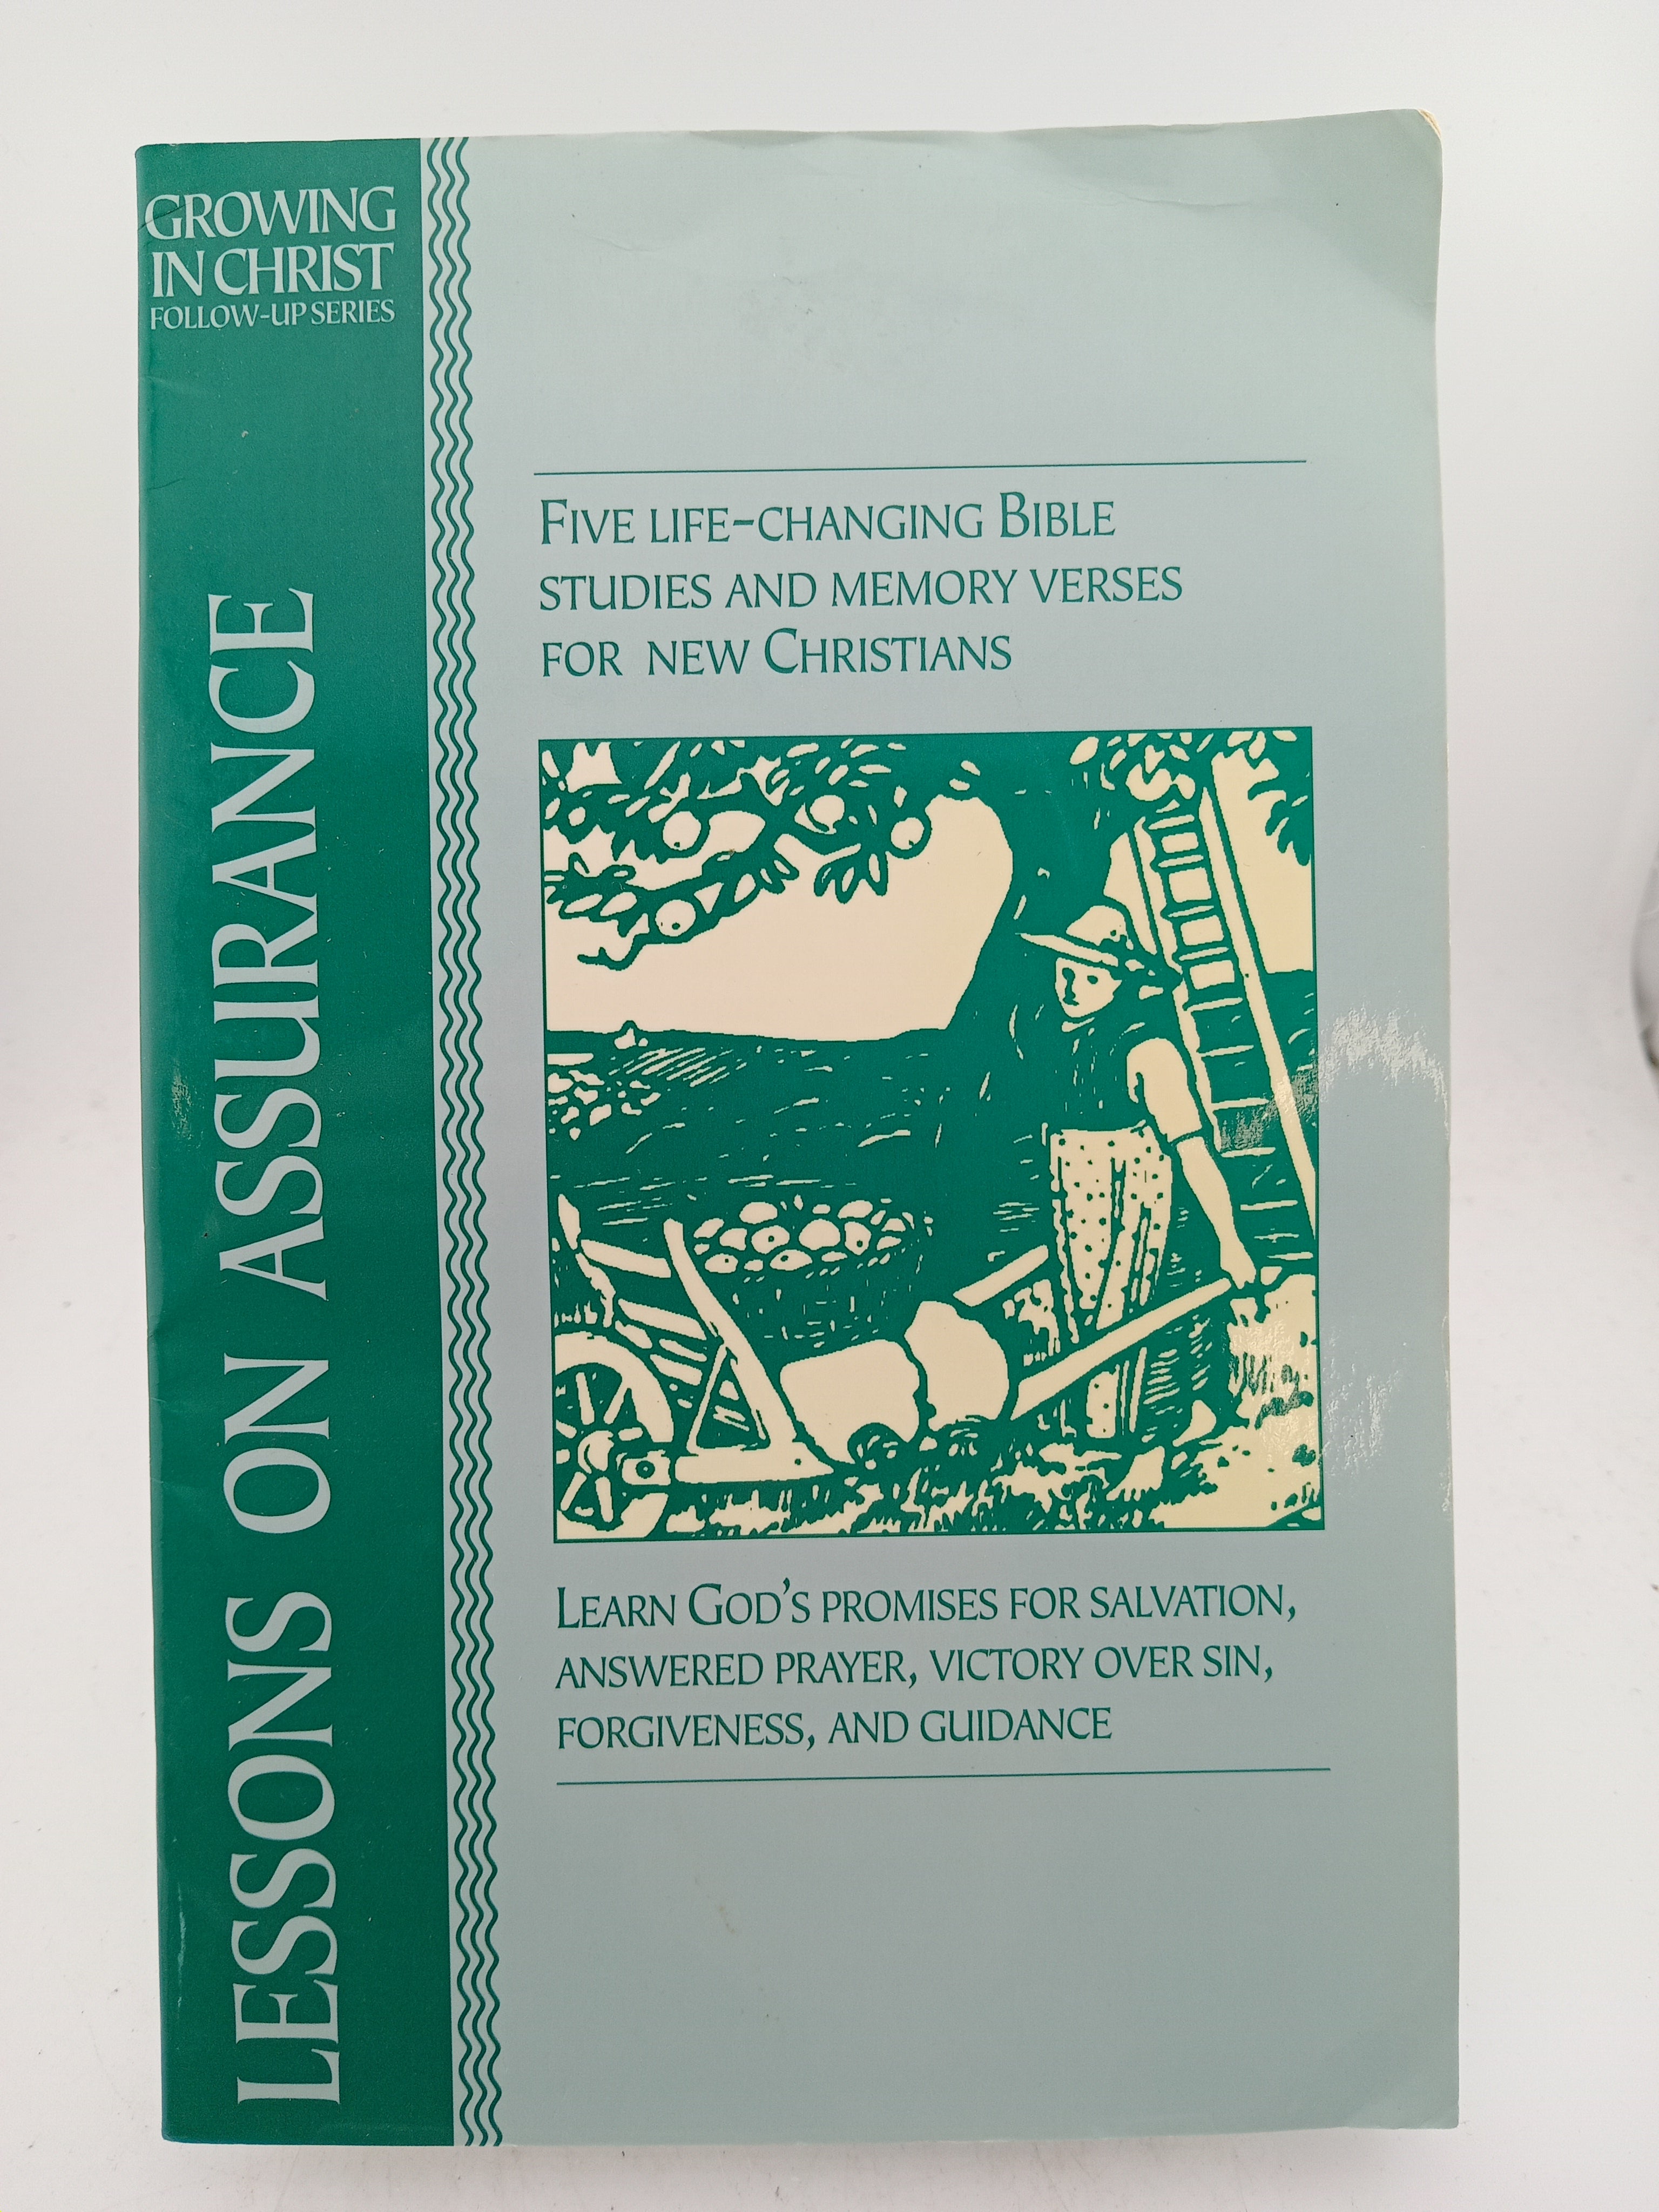 GROWING
IN CHRIST
FOLLOW-UP SERIES
LESSONS ON ASSURANCE
FIVE LIFE-CHANGING BIBLE
STUDIES AND MEMORY VERSES
FOR NEW CHRISTIANS
LEARN GOD'S PROMISES FOR SALVATION,
ANSWERED PRAYER, VICTORY OVER SIN,
FORGIVENESS, AND GUIDANCE